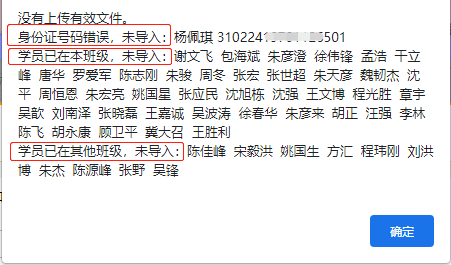 没有上传有效文件。
身份证号码错误，未导入：杨佩琪 3102241 501
学员已在本班级，未导入：谢文飞 包海斌 朱彦澄 徐伟锋 孟浩 干立
峰 唐华 罗爱军 陈志刚 朱骏 周冬 张宏 张世超 朱天彦 魏轫杰 沈
平 周恒恩 朱宏亮 姚国星 张应民 沈旭栋 沈强 王文博 程光胜 章宇
吴歆 刘南泽 张晓磊 王嘉诚 吴波涛 徐春华 朱彦来 胡正 汪强 李林
陈飞 胡永康 顾卫平 冀大召 王胜利
学员已在其他班级，未导入：陈佳峰 宋毅洪 姚国生 方汇 程玮刚 刘洪
博 朱杰 陈源峰 张野 吴锋
确定